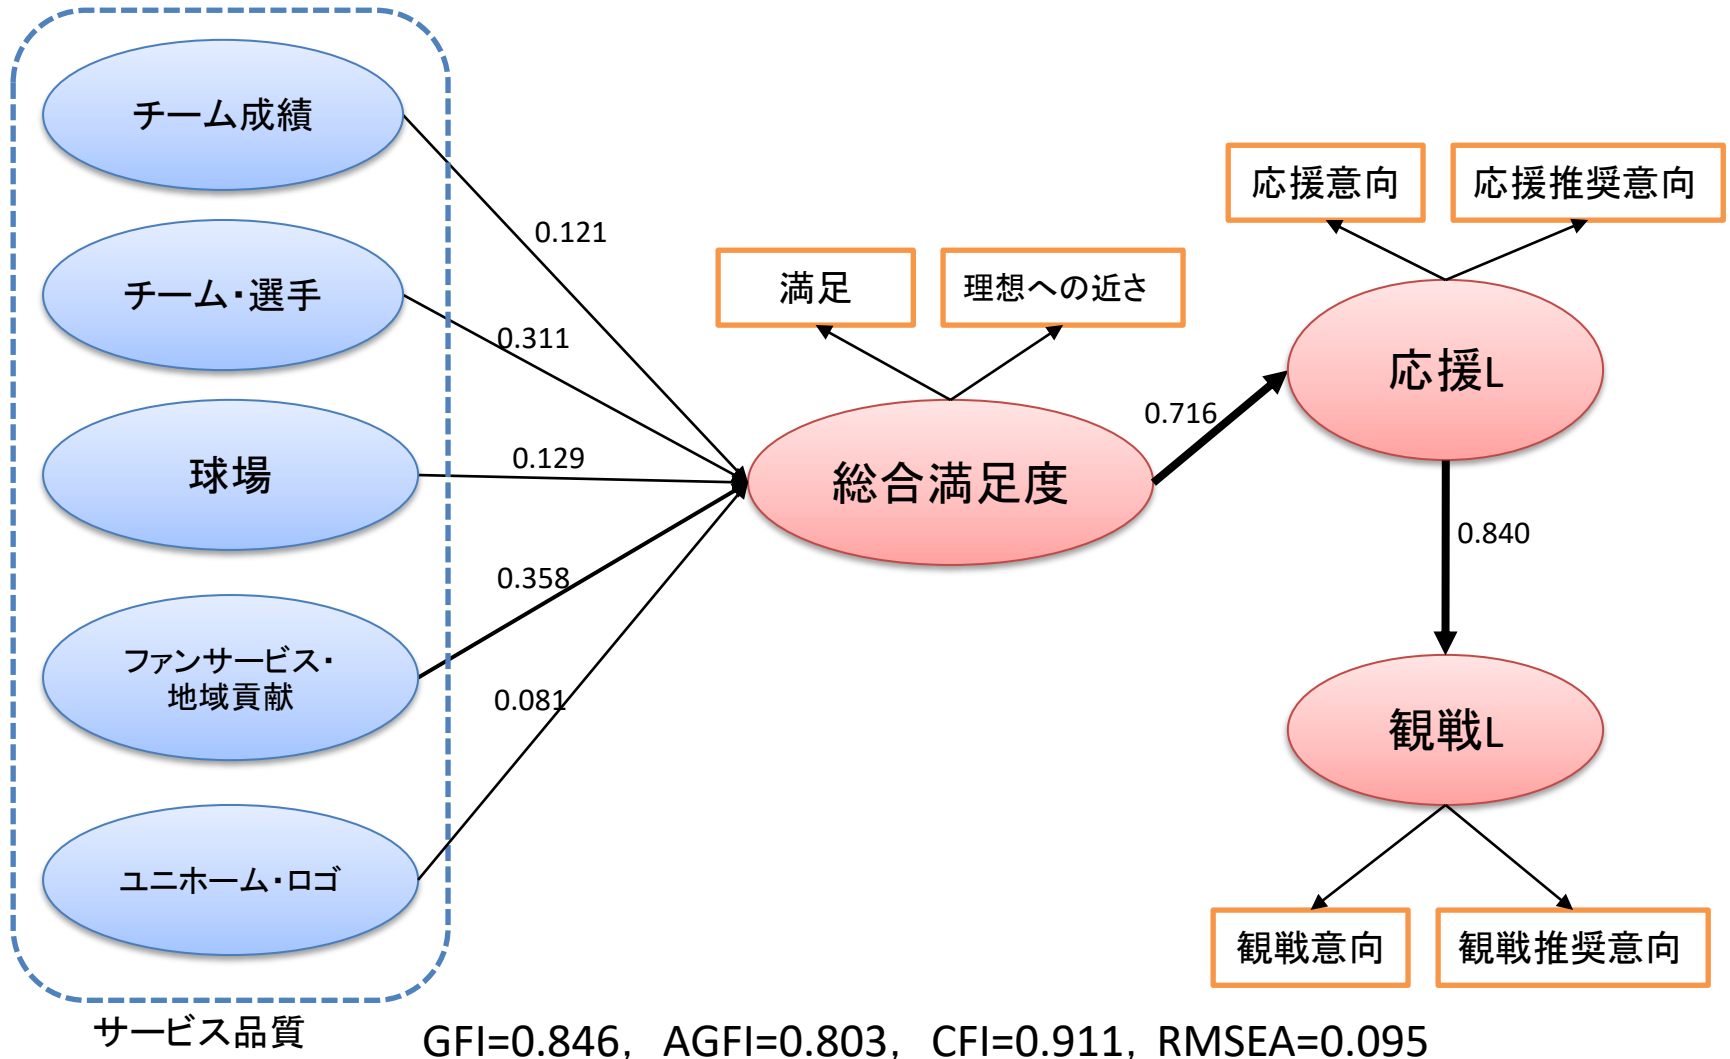 チーム成績
チーム・選手
球場
ファンサービス・
地域貢献
ユニホーム・ロゴ
サービス品質
0.121
0.311
0.129
0.358
0.081
満足
理想への近さ
総合満足度
0.716
応援意向
応援推奨意向
応援L
0.840
観戦L
観戦意向
観戦推奨意向
GFI=0.846, AGFI=0.803, CFI=0.911, RMSEA=0.095